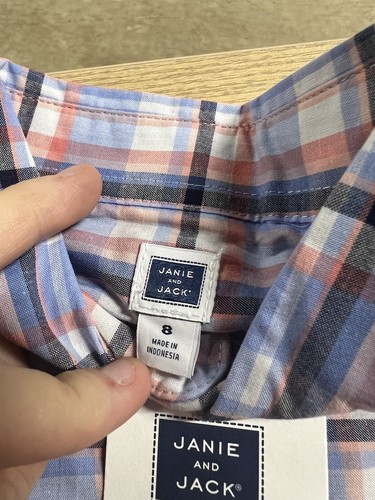 JANIE
AND
JACK®
8
MADE IN
INDONESIA
JANIE
AND
JACK®